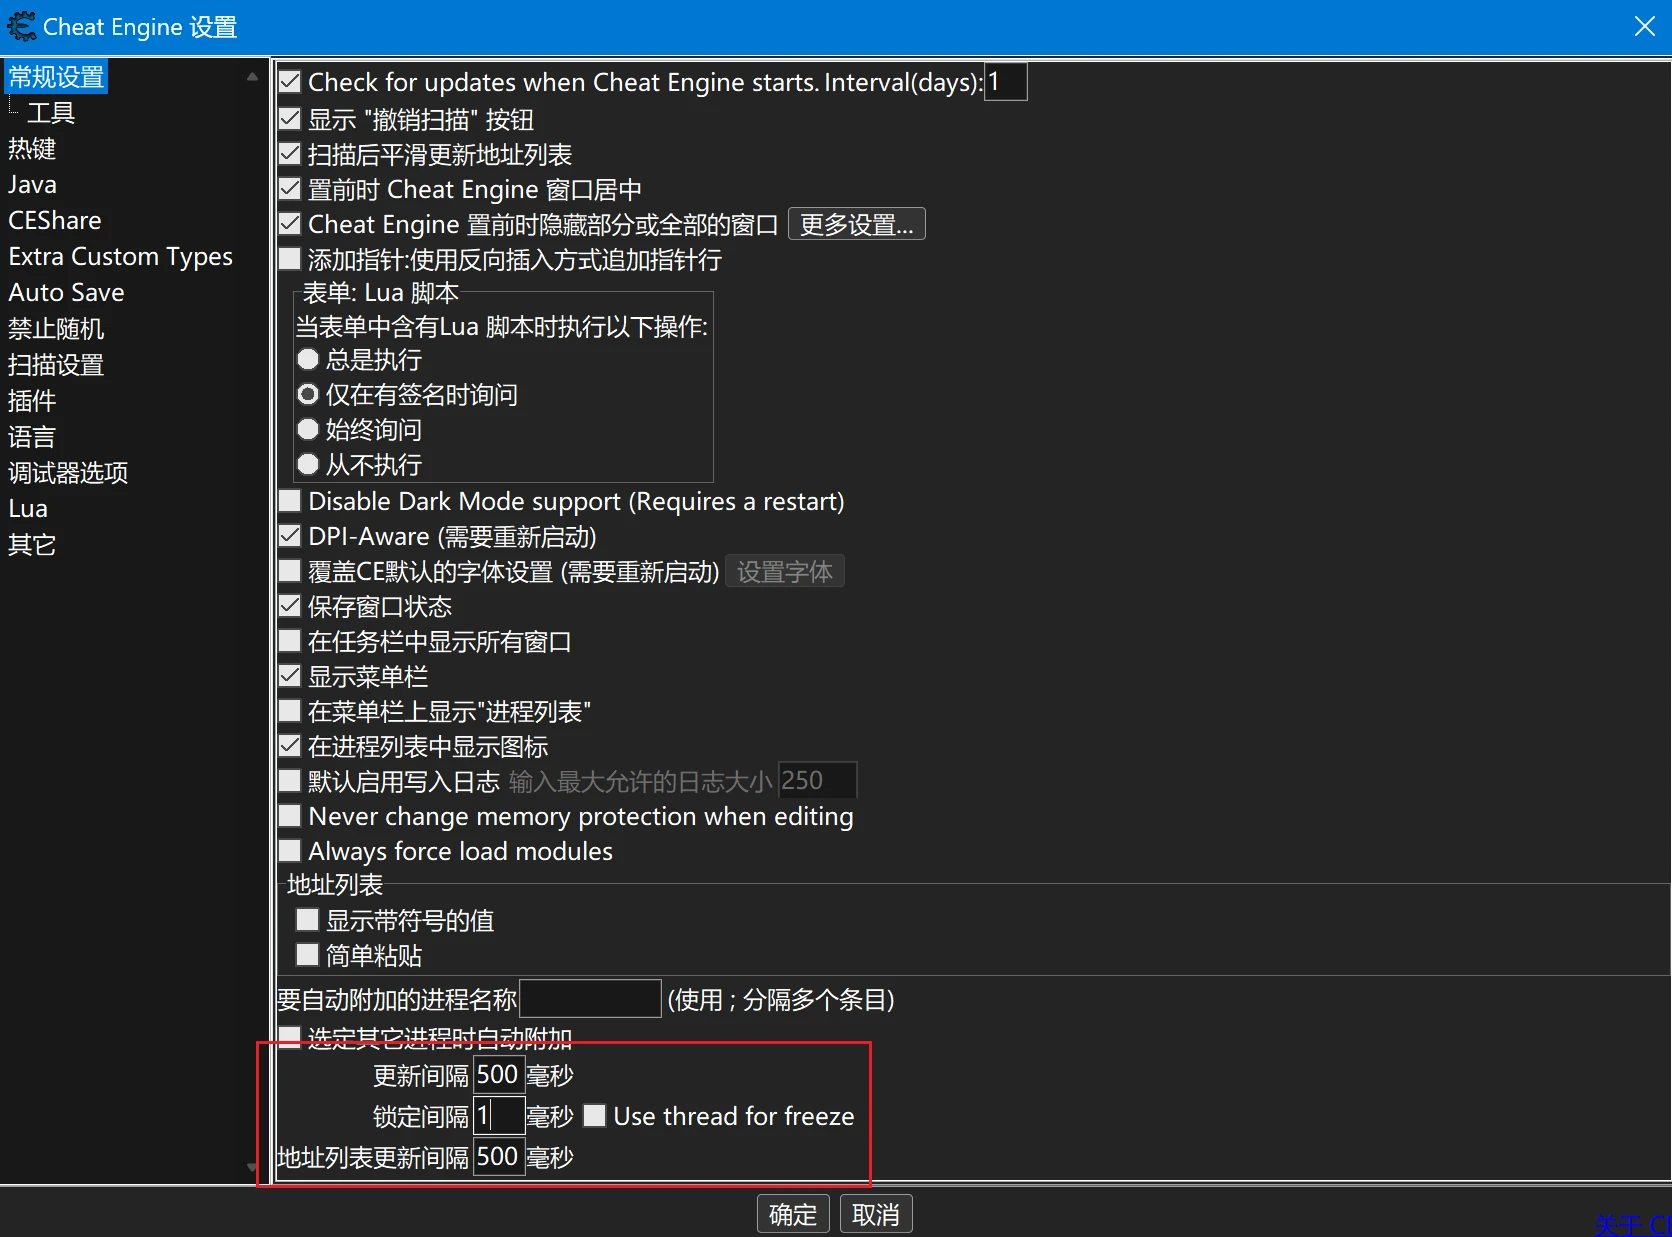 Cheat Engine 设置
常规设置
工具
热键
Java
CEShare
Extra Custom Types
Auto Save
禁止随机
扫描设置
插件
语言
调试器选项
Lua
其它
Check for updates when Cheat Engine starts. Interval(days): 1
显示 "撤销扫描" 按钮
扫描后平滑更新地址列表
置前时 Cheat Engine 窗口居中
Cheat Engine 置前时隐藏部分或全部的窗口 更多设置...
添加指针:使用反向插入方式追加指针行
表单: Lua 脚本
当表单中含有Lua 脚本时执行以下操作:
总是执行
仅在有签名时询问
始终询问
从不执行
Disable Dark Mode support (Requires a restart)
DPI-Aware (需要重新启动)
覆盖CE默认的字体设置 (需要重新启动) 设置字体
保存窗口状态
在任务栏中显示所有窗口
显示菜单栏
在菜单栏上显示"进程列表"
在进程列表中显示图标
默认启用写入日志 输入最大允许的日志大小 250
Never change memory protection when editing
Always force load modules
地址列表
显示带符号的值
简单粘贴
要自动附加的进程名称 (使用 ; 分隔多个条目)
选定其它进程时自动附加
更新间隔 500 毫秒
锁定间隔 1 毫秒 Use thread for freeze
地址列表更新间隔 500 毫秒
确定 取消
关于